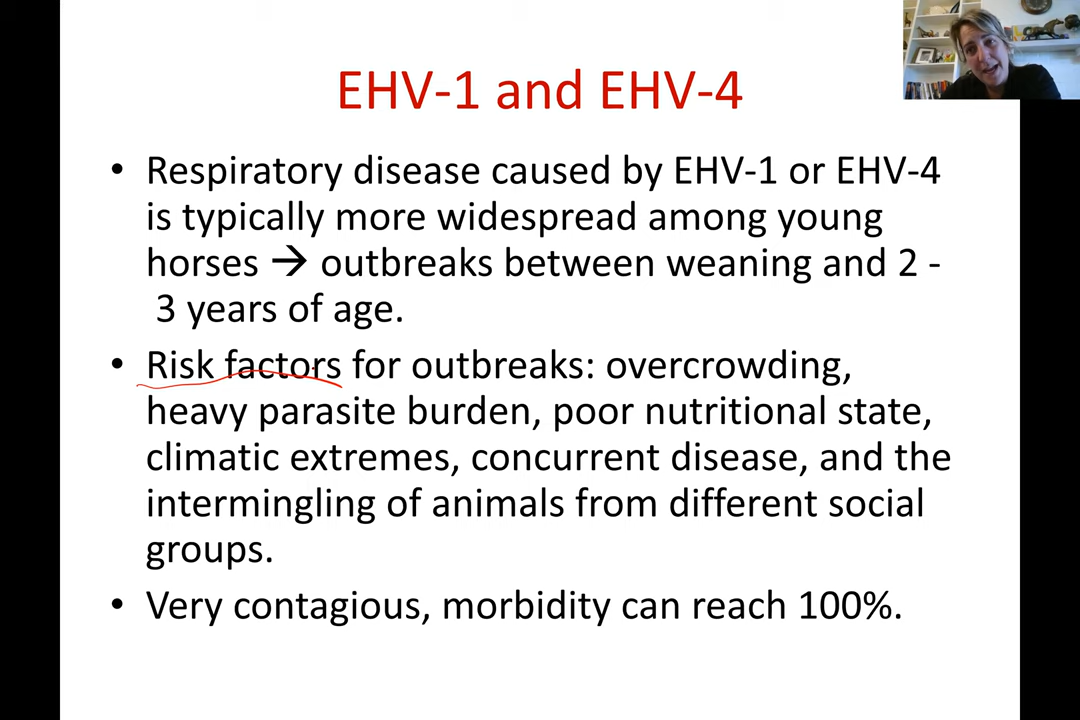 EHV-1 and EHV-4
• Respiratory disease caused by EHV-1 or EHV-4
is typically more widespread among young
horses → outbreaks between weaning and 2 -
3 years of age.
• Risk factors for outbreaks: overcrowding,
heavy parasite burden, poor nutritional state,
climatic extremes, concurrent disease, and the
intermingling of animals from different social
groups.
• Very contagious, morbidity can reach 100%.